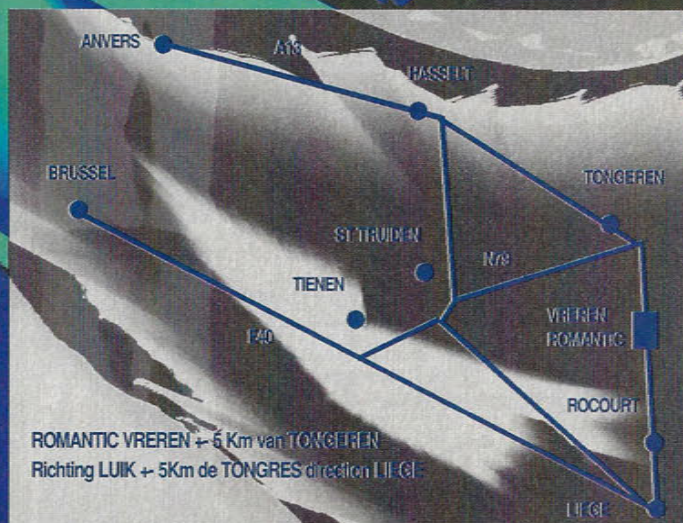 ANVERS
A13
HASSELT
BRUSSEL
TONGEREN
ST TRUIDEN
N79
TIENEN
VREREN
ROMANTIC
E40
ROCOURT
ROMANTIC VREREN +- 5 Km van TONGEREN
Richting LUIK +- 5Km de TONGRES direction LIEGE
LIEGE